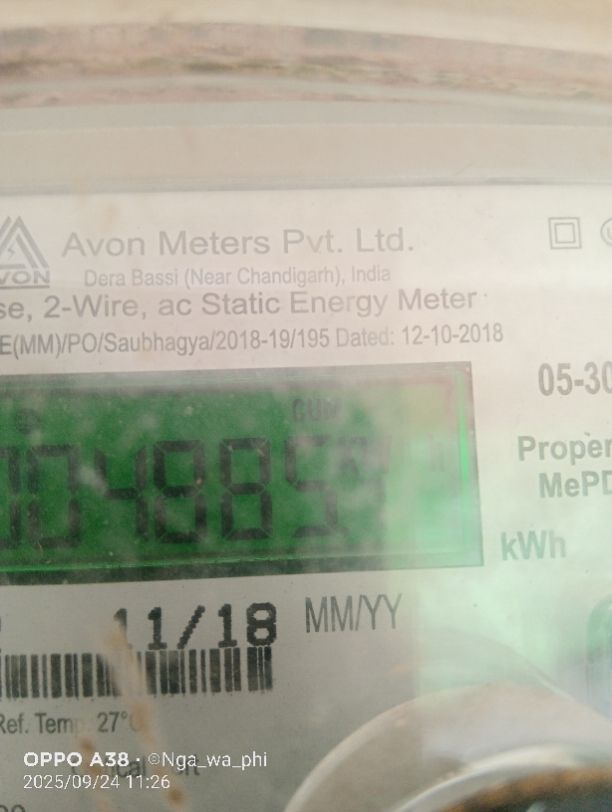 Avon Meters Pvt. Ltd.
AVON
Dera Bassi (Near Chandigarh), India
se, 2-Wire, ac Static Energy Meter
E(MM)/PO/Saubhagya/2018-19/195 Dated: 12-10-2018
05-30
CUM
004885
Proper
MePD
kWh
11/18 MM/YY
Ref. Temp 27°C
OPPO A38 · ©Nga_wa_phi
2025/09/24 11:26